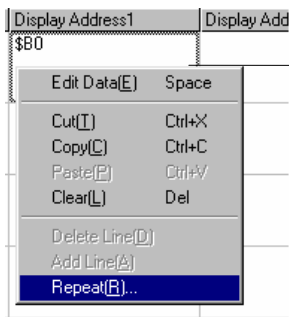 Display Address1 Display Add
$B0
Edit Data(E) Space
Cut(T) Ctrl+X
Copy(C) Ctrl+C
Paste(P) Ctrl+V
Clear(L) Del
Delete Line(D)
Add Line(A)
Repeat(R)...